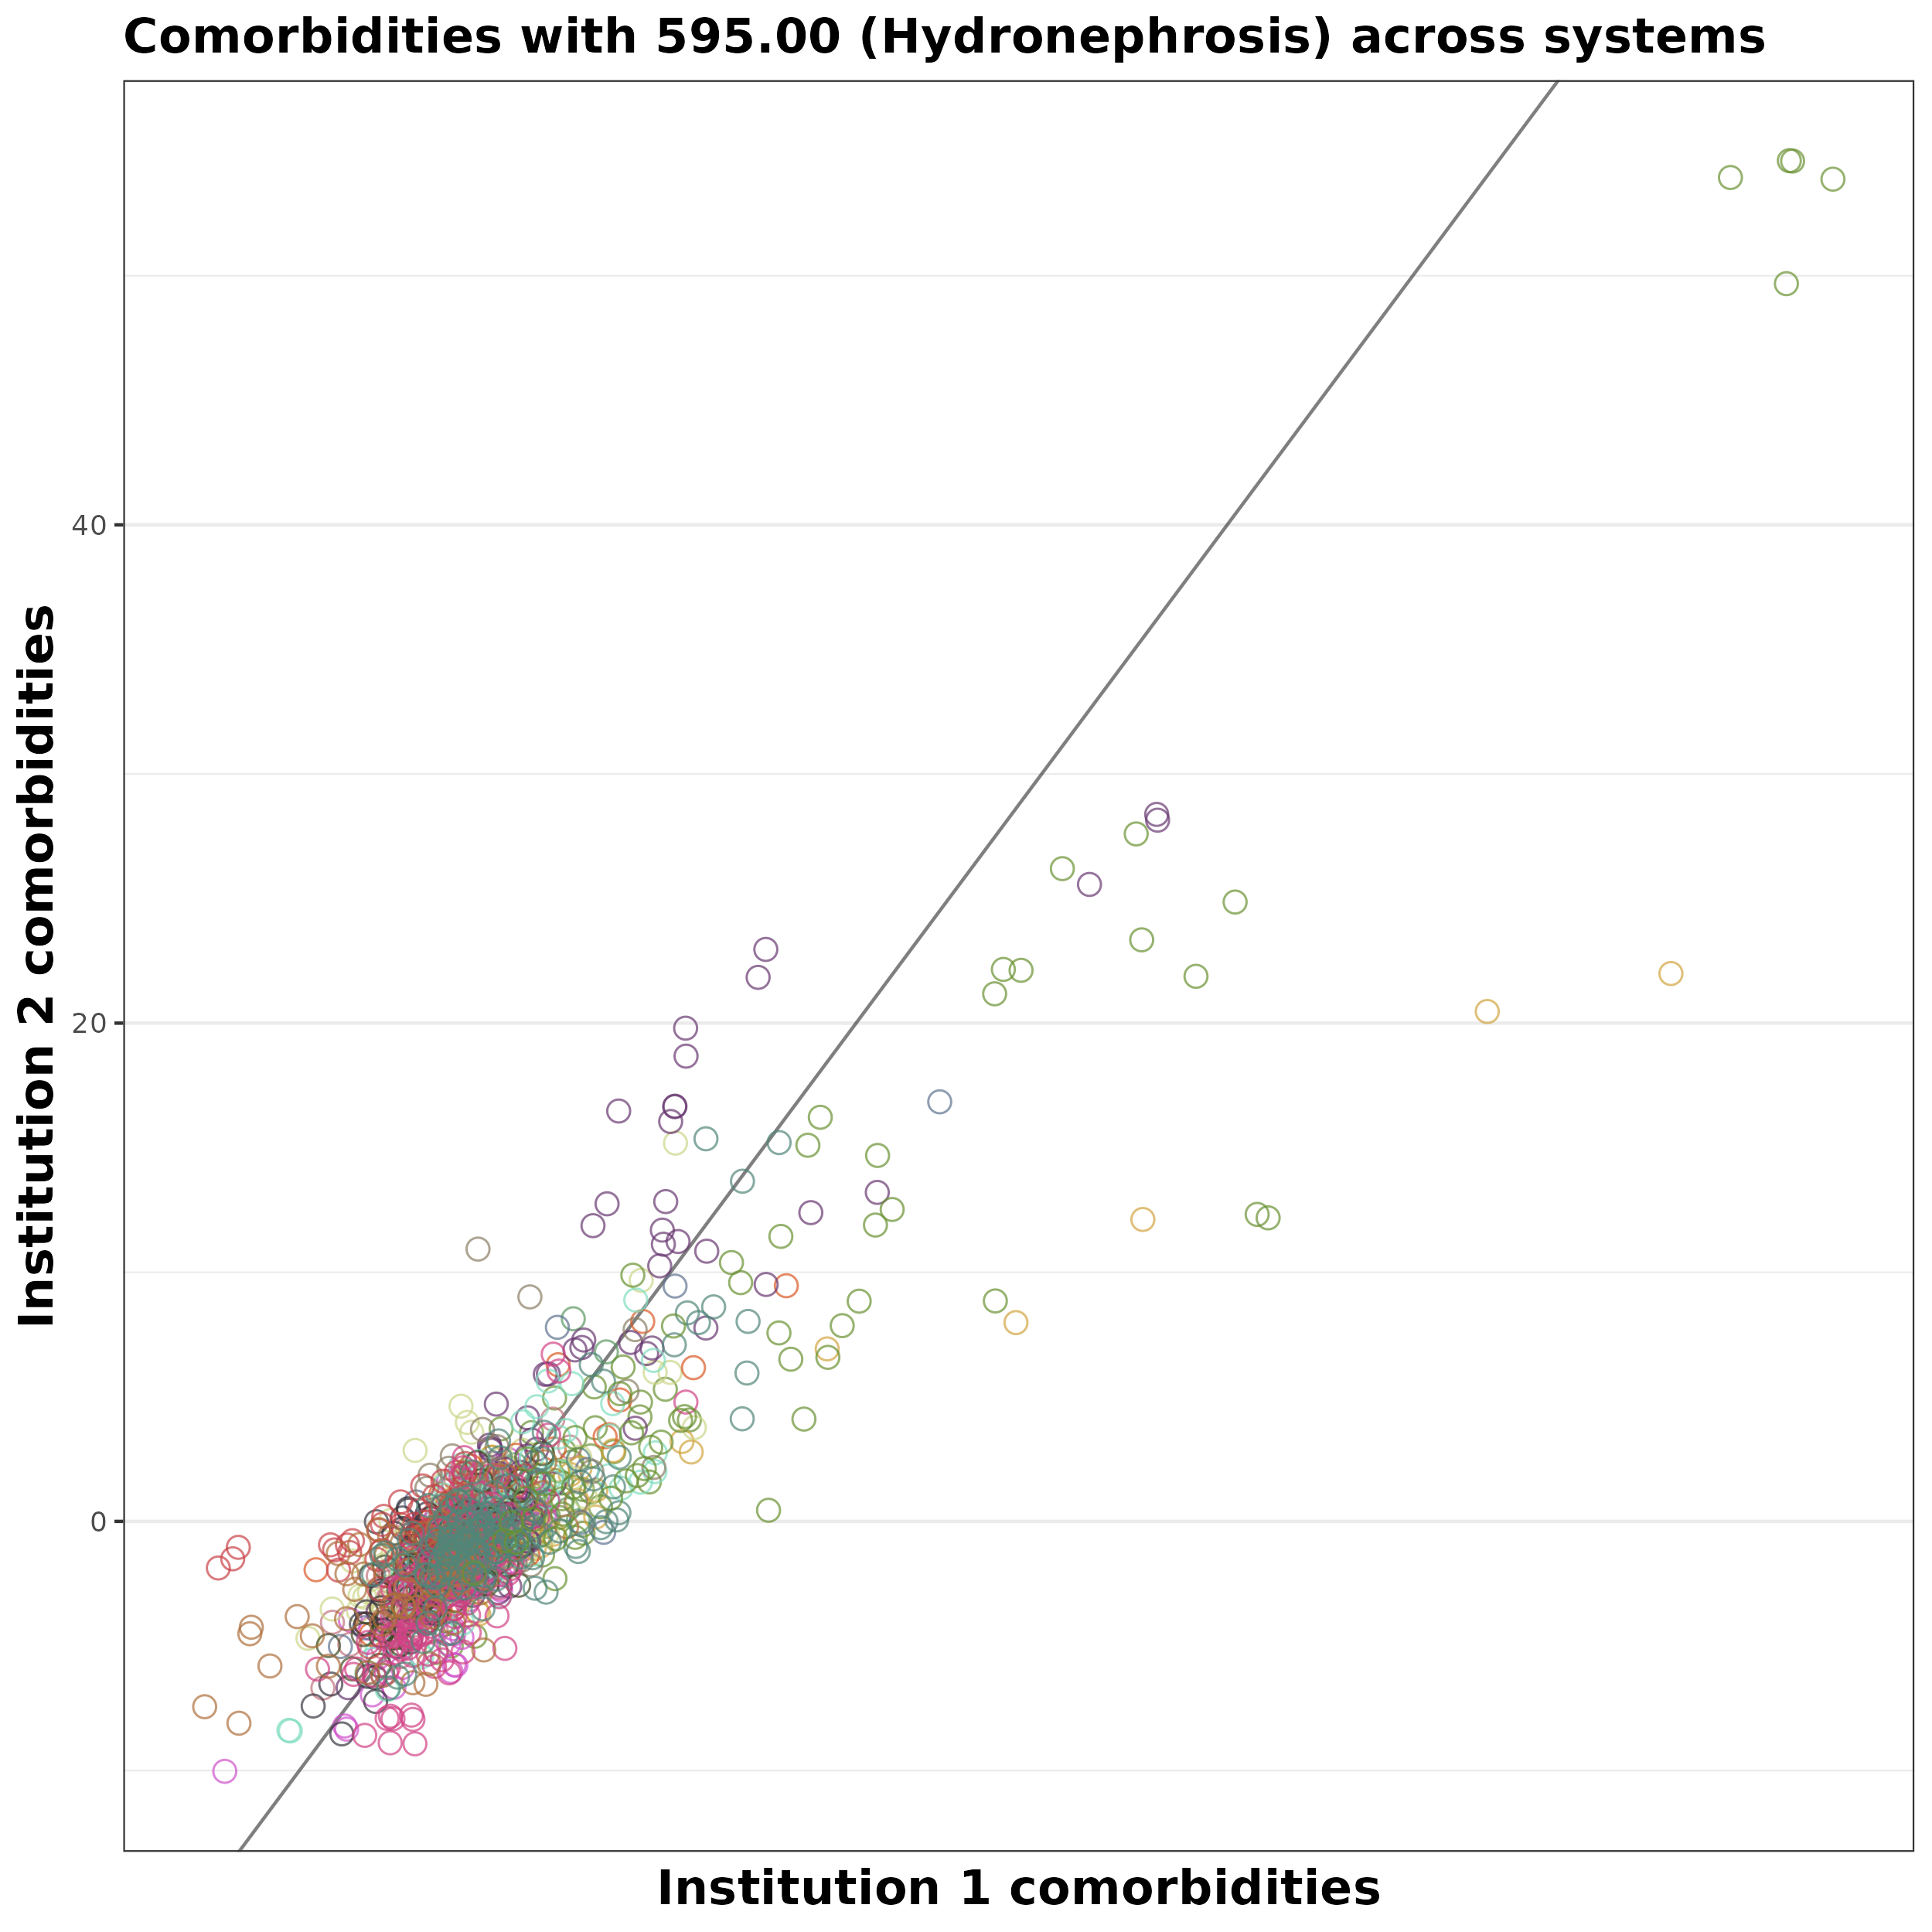 Comorbidities with 595.00 (Hydronephrosis) across systems
Institution 2 comorbidities
40
20
0
Institution 1 comorbidities